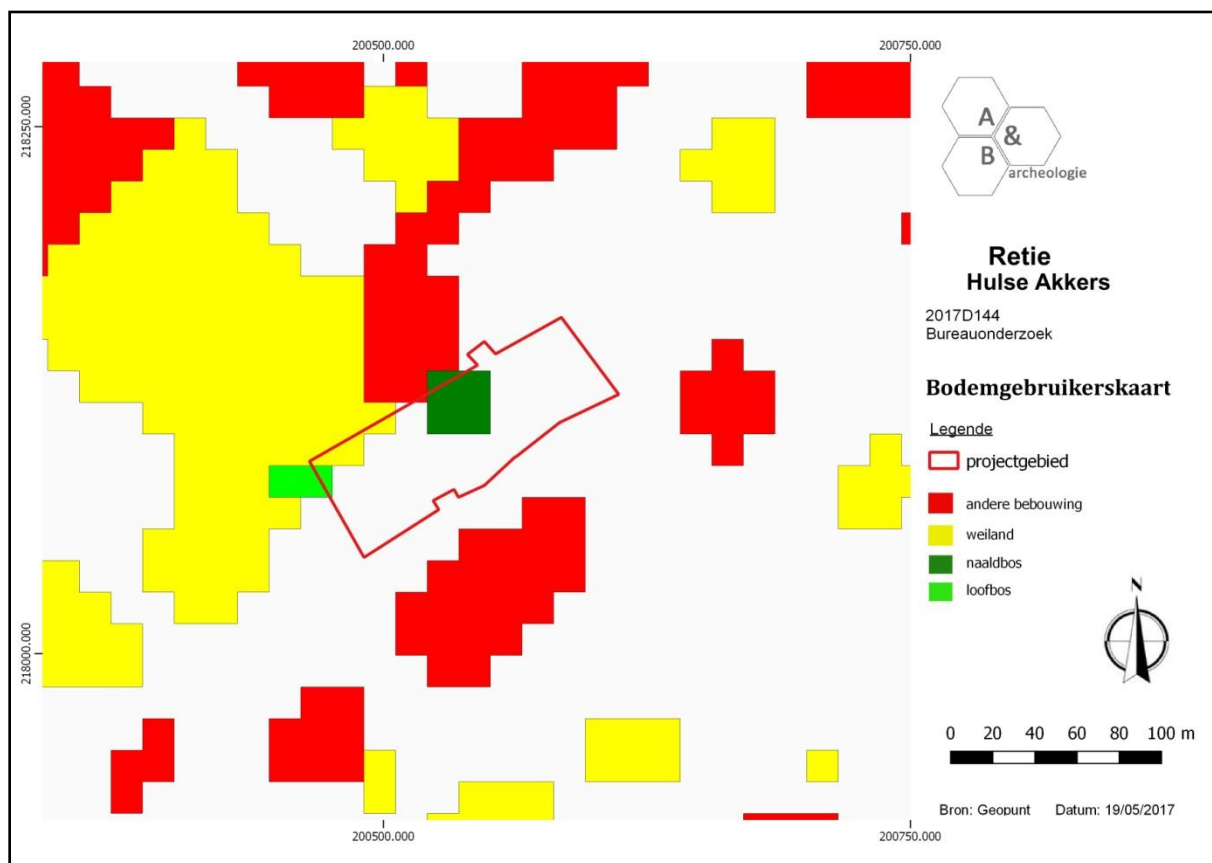 200500.000
200750.000
218250.000
218000.000
200500.000
200750.000
A
&
B
archeologie
Retie
Hulse Akkers
2017D144
Bureauonderzoek
Bodemgebruikerskaart
Legende
projectgebied
andere bebouwing
weiland
naaldbos
loofbos
N
0 20 40 60 80 100 m
Bron: Geopunt Datum: 19/05/2017